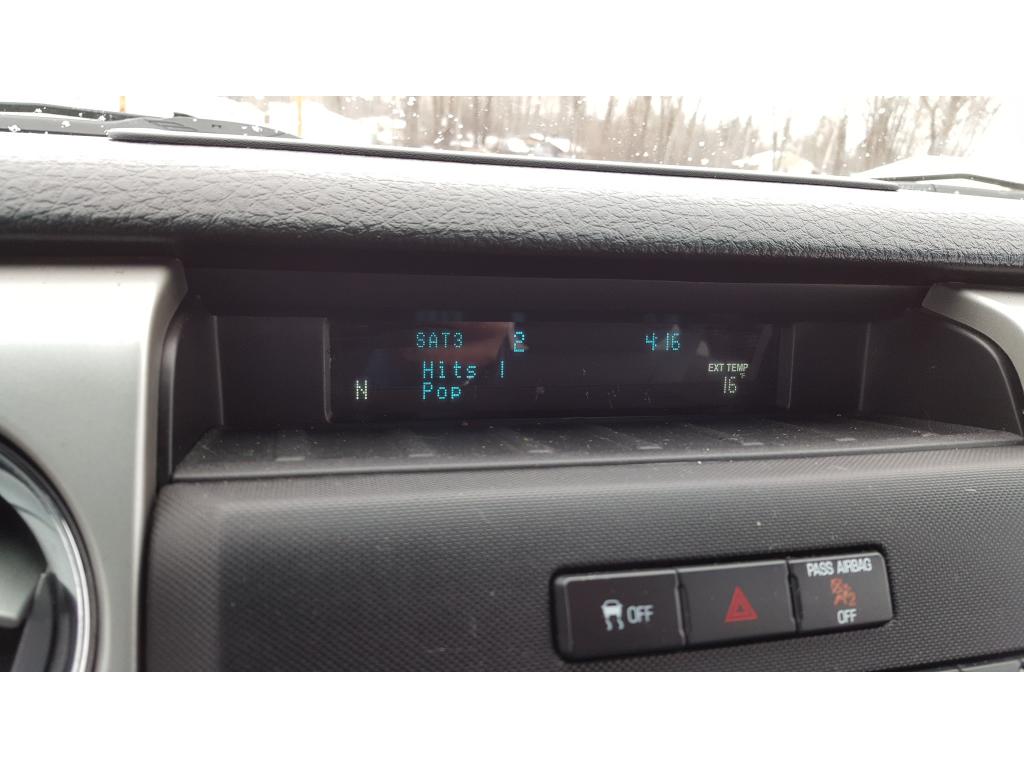 SAT3 2 4:16
Hits 1
EXT TEMP
N Pop 16 °F
PASS AIRBAG
OFF
OFF